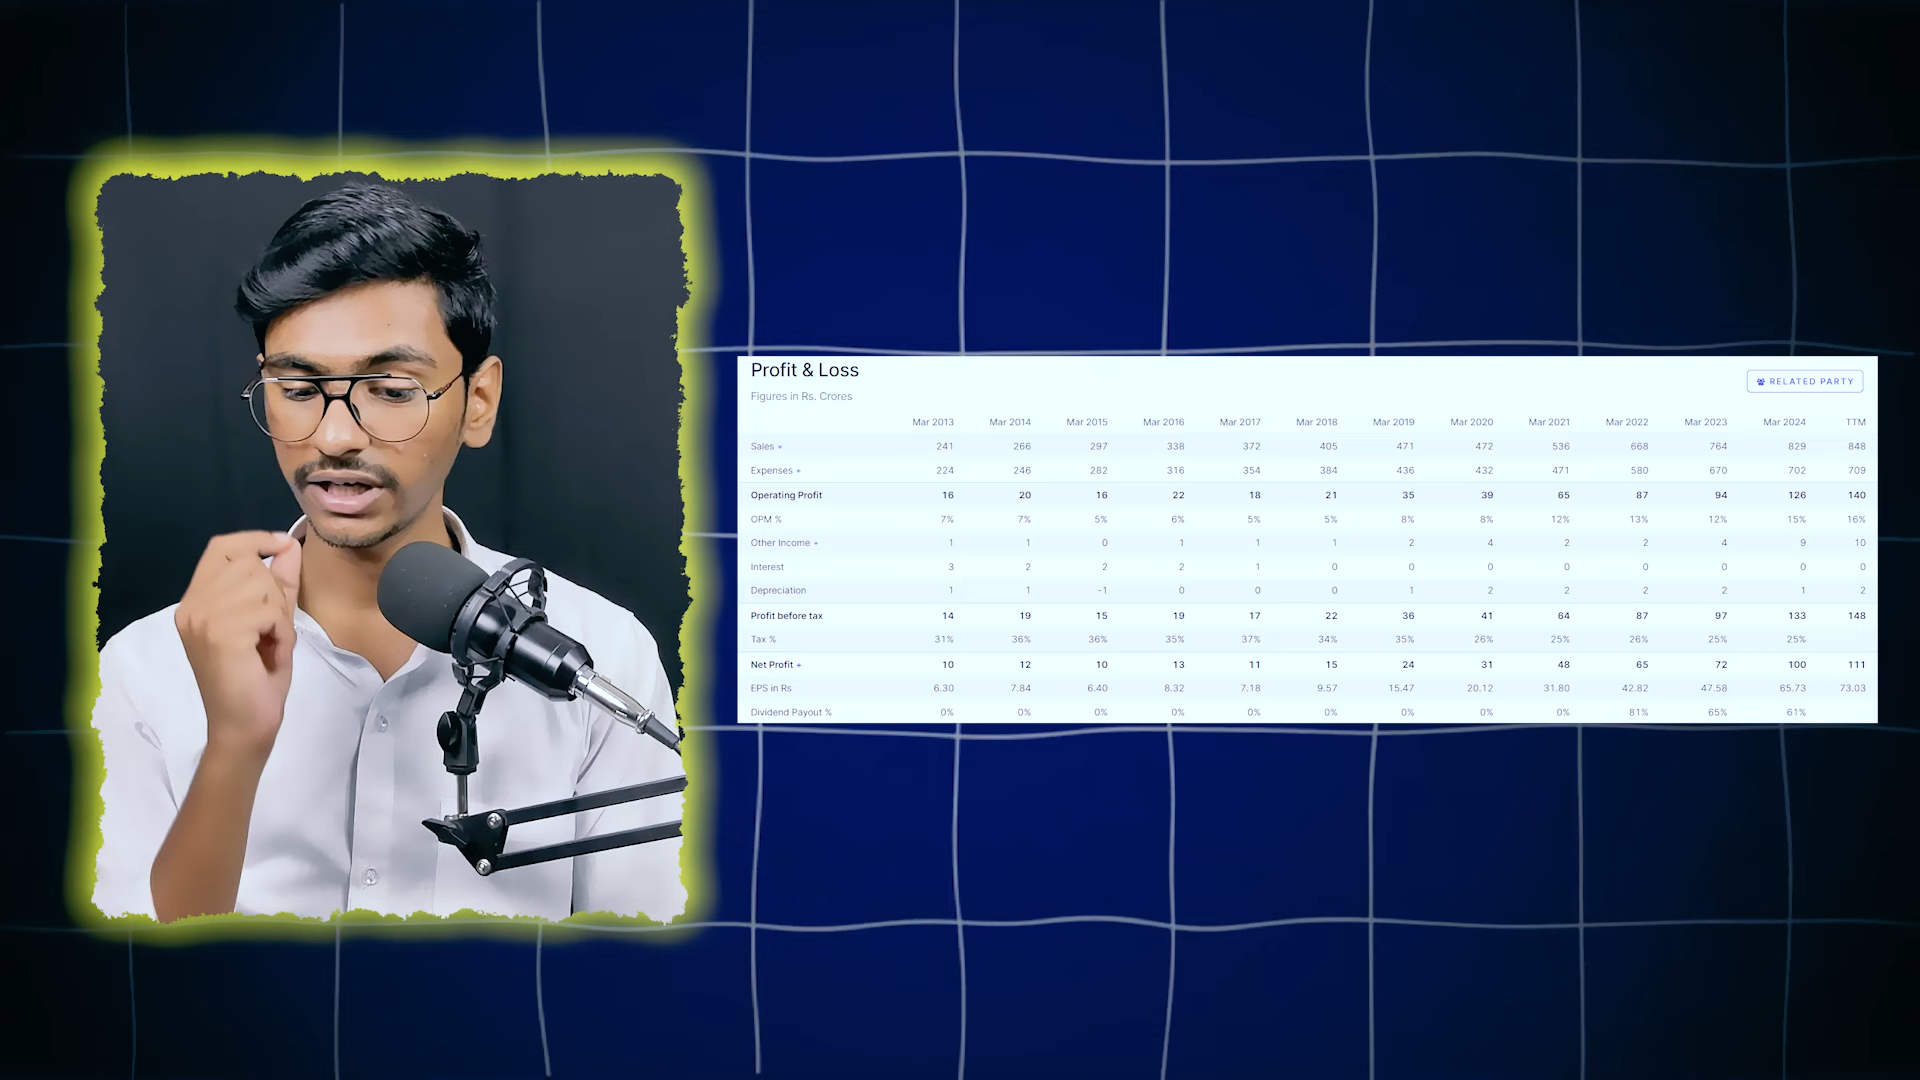 Profit & Loss
RELATED PARTY
Figures in Rs. Crores
Mar 2013 Mar 2014 Mar 2015 Mar 2016 Mar 2017 Mar 2018 Mar 2019 Mar 2020 Mar 2021 Mar 2022 Mar 2023 Mar 2024 TTM
Sales + 241 266 297 338 372 405 471 472 536 668 764 829 848
Expenses + 224 246 282 316 354 384 436 432 471 580 670 702 709
Operating Profit 16 20 16 22 18 21 35 39 65 87 94 126 140
OPM % 7% 7% 5% 6% 5% 5% 8% 8% 12% 13% 12% 15% 16%
Other Income + 1 1 0 1 1 1 2 4 2 2 4 9 10
Interest 3 2 2 2 1 0 0 0 0 0 0 0 0
Depreciation 1 1 -1 0 0 0 1 2 2 2 2 1 2
Profit before tax 14 19 15 19 17 22 36 41 64 87 97 133 148
Tax % 31% 36% 36% 35% 37% 34% 35% 26% 25% 26% 25% 25%
Net Profit + 10 12 10 13 11 15 24 31 48 65 72 100 111
EPS in Rs 6.30 7.84 6.40 8.32 7.18 9.57 15.47 20.12 31.80 42.82 47.58 65.73 73.03
Dividend Payout % 0% 0% 0% 0% 0% 0% 0% 0% 0% 81% 65% 61%